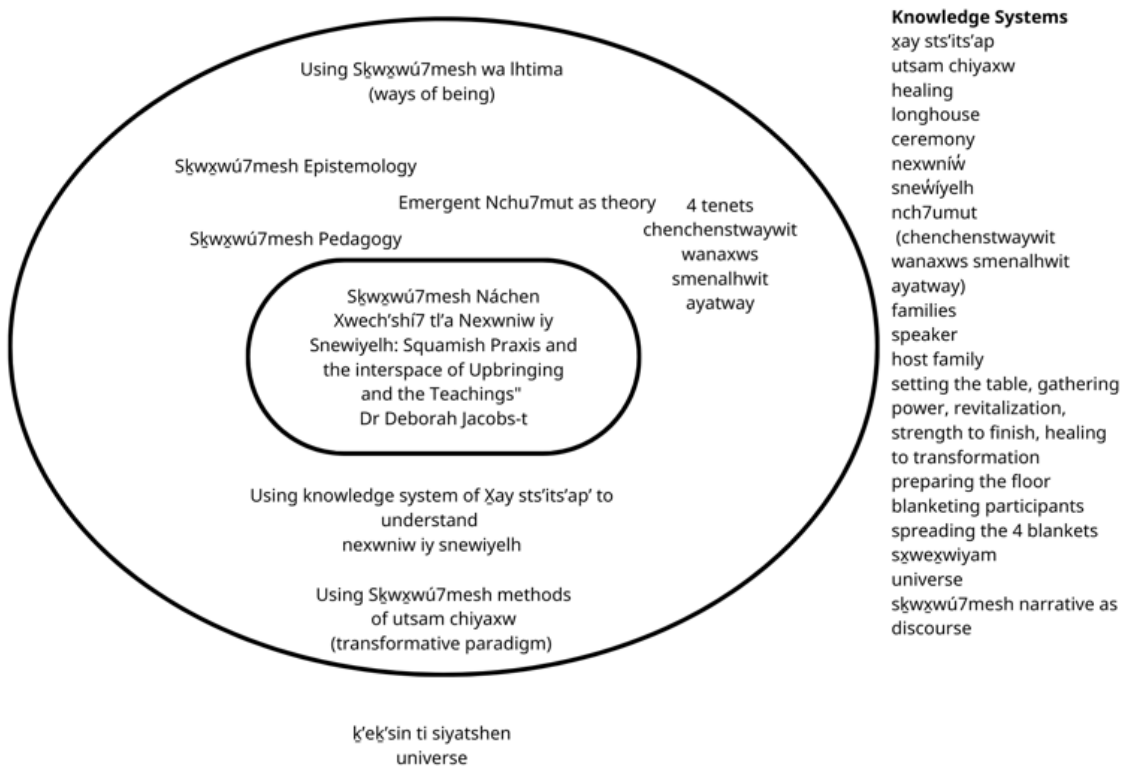 Using Sḵwx̱wú7mesh wa lhtima
(ways of being)
Sḵwx̱wú7mesh Epistemology
Emergent Nchu7mut as theory
4 tenets
chenchenstwaywit
wanaxws
smenalhwit
ayatway
Sḵwx̱wú7mesh Pedagogy
Sḵwx̱wú7mesh Náchen
Xwech’shí7 tl’a Nexwniw iy
Snewiyelh: Squamish Praxis and
the interspace of Upbringing
and the Teachings"
Dr Deborah Jacobs-t
Using knowledge system of X̱ay sts’its’ap’ to
understand
nexwniw iy snewiyelh
Using Sḵwx̱wú7mesh methods
of utsam chiyaxw
(transformative paradigm)
ḵ’eḵ’sin ti siyatshen
universe
Knowledge Systems
x̱ay sts’its’ap
utsam chiyaxw
healing
longhouse
ceremony
nexwníw̓
snew̓íyelh
nch7umut
(chenchenstwaywit
wanaxws smenalhwit
ayatway)
families
speaker
host family
setting the table, gathering
power, revitalization,
strength to finish, healing
to transformation
preparing the floor
blanketing participants
spreading the 4 blankets
sx̱wex̱wiyam
universe
sḵwx̱wú7mesh narrative as
discourse